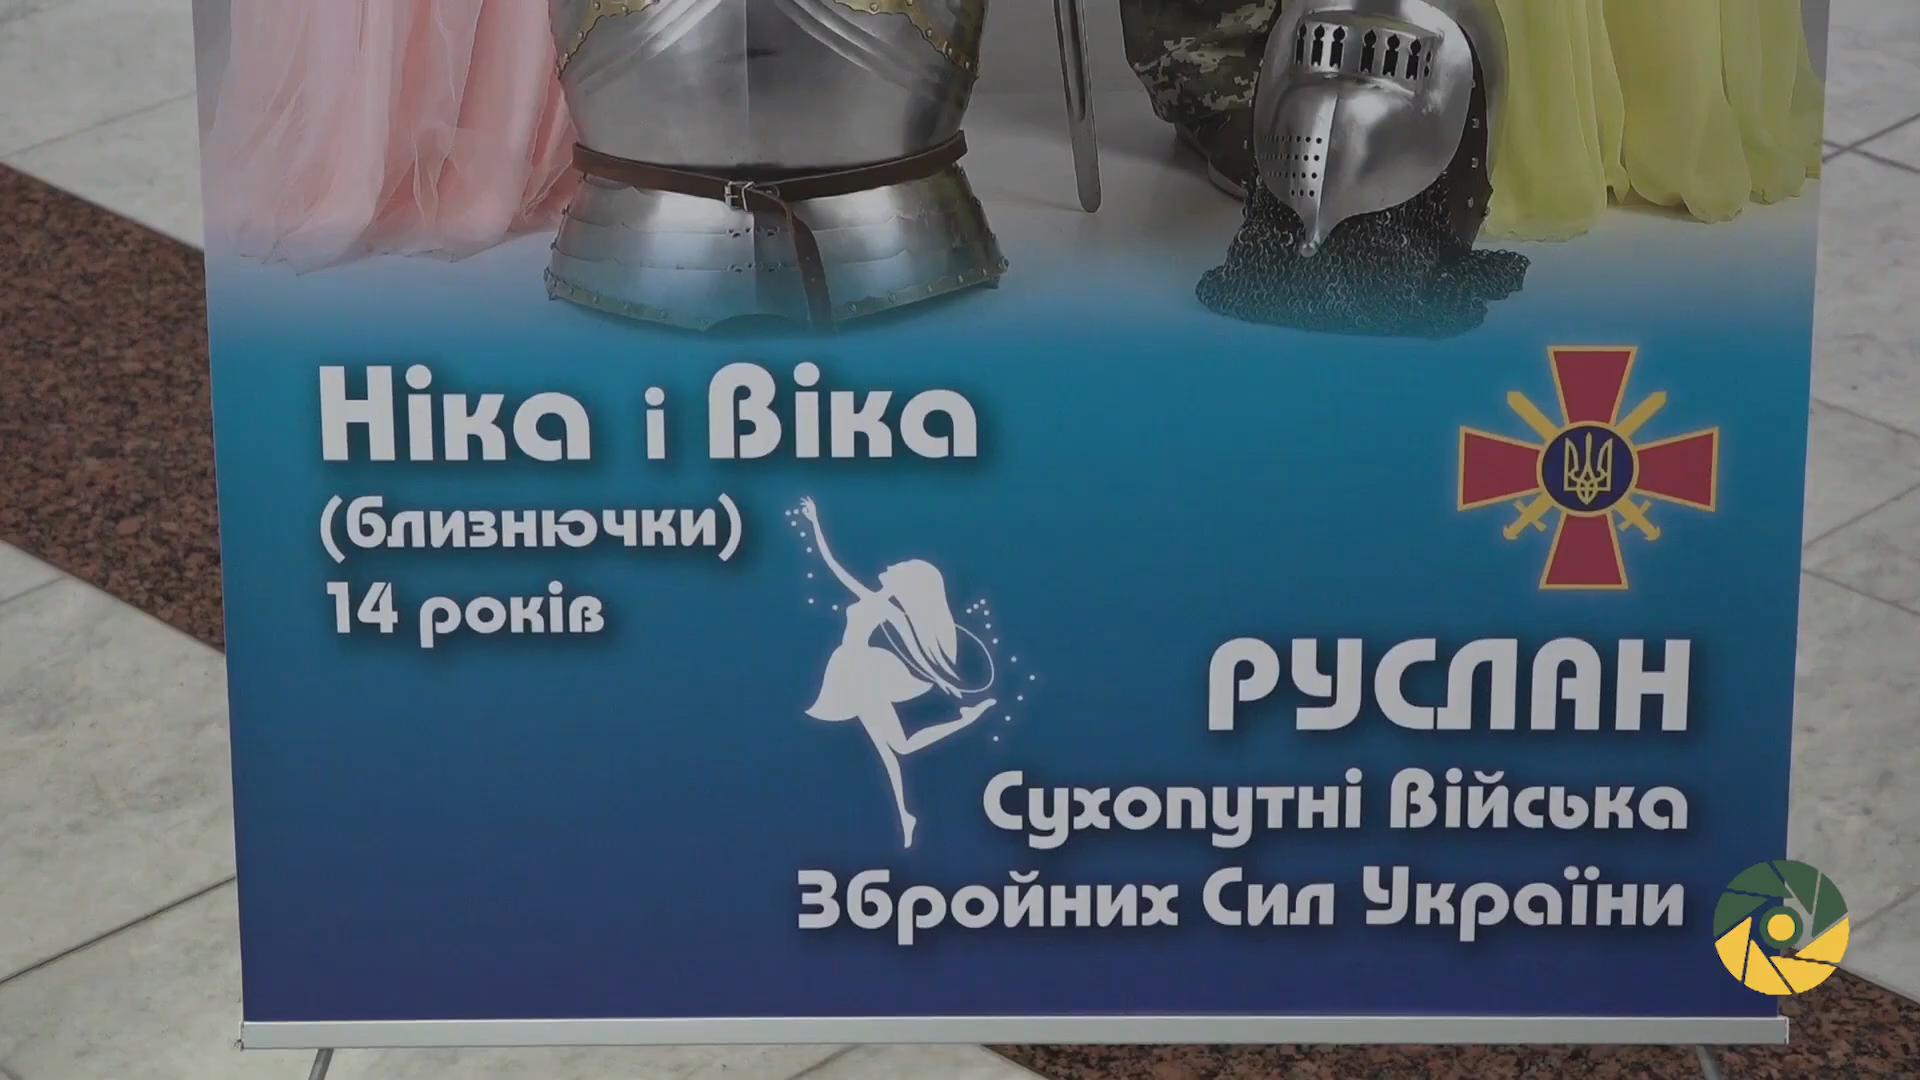 Ніка і Віка
(близнючки)
14 років
РУСЛАН
Сухопутні Війська
Збройних Сил України